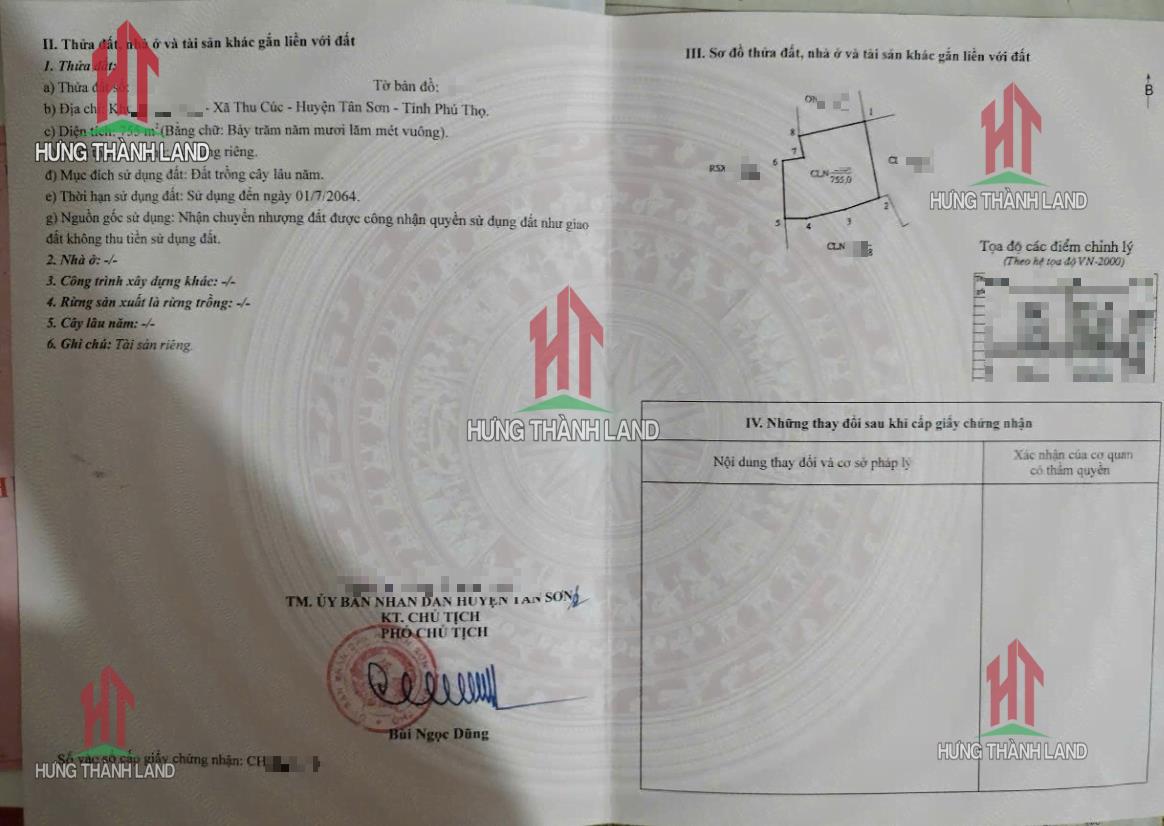 II. Thửa đất, nhà ở và tài sản khác gắn liền với đất
1. Thửa đất:
a) Thửa đất số: Tờ bản đồ:
b) Địa chỉ: - Xã Thu Cúc - Huyện Tân Sơn - Tỉnh Phú Thọ.
c) Diện tích: 755 m² (Bằng chữ: Bảy trăm năm mươi lăm mét vuông).
riêng.
đ) Mục đích sử dụng đất: Đất trồng cây lâu năm.
e) Thời hạn sử dụng đất: Sử dụng đến ngày 01/7/2064.
g) Nguồn gốc sử dụng: Nhận chuyển nhượng đất được công nhận quyền sử dụng đất như giao
đất không thu tiền sử dụng đất.
2. Nhà ở: -/-
3. Công trình xây dựng khác: -/-
4. Rừng sản xuất là rừng trồng: -/-
5. Cây lâu năm: -/-
6. Ghi chú: Tài sản riêng.
TM. ỦY BAN NHÂN DÂN HUYỆN TÂN SƠN
KT. CHỦ TỊCH
PHÓ CHỦ TỊCH
Bùi Ngọc Dũng
Số vào sổ cấp giấy chứng nhận: CH
III. Sơ đồ thửa đất, nhà ở và tài sản khác gắn liền với đất
B
1
8
7
6
RSX
CLN
755,0
2
3
4
5
CLN
Tọa độ các điểm chỉnh lý
(Theo hệ tọa độ VN-2000)
IV. Những thay đổi sau khi cấp giấy chứng nhận
Nội dung thay đổi và cơ sở pháp lý
Xác nhận của cơ quan
có thẩm quyền
HƯNG THÀNH LAND
HƯNG THÀNH LAND
HƯNG THÀNH LAND
HƯNG THÀNH LAND
HƯNG THÀNH LAND